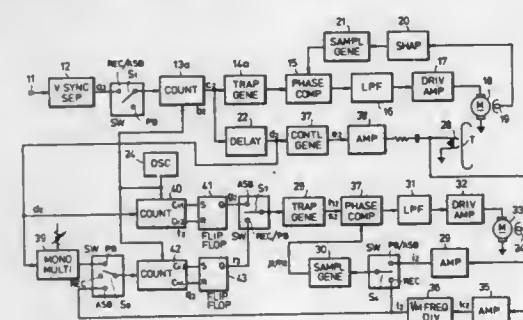 21
20
SAMPL
GENE
SHAP
12
REC/ASB
13a
14a
15
17
11
V SYNC
SEP
S1
COUNT
TRAP
GENE
PHASE
COMP
LPF
DRIV
AMP
18
M
19
SW
PB
16
22
37
38
DELAY
CONTL
GENE
AMP
28
T
24
OSC
40
41
COUNT
S
R
FLIP
FLOP
ASB
S7
SW
REC/PB
TRAP
GENE
37
PHASE
COMP
31
LPF
32
DRIV
AMP
33
M
39
MONO
MULTI
SW
PB
REC
ASB
42
COUNT
S
R
43
FLIP
FLOP
30
SAMPL
GENE
SW
PB/ASB
REC
29
AMP
36
FREQ
DIV
35
AMP